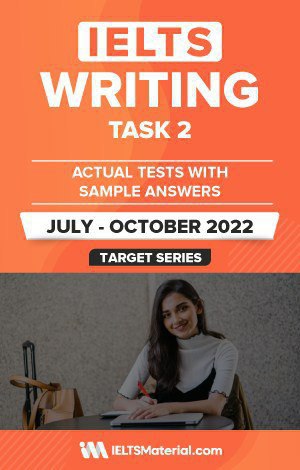 IELTS
WRITING
TASK 2
ACTUAL TESTS WITH
SAMPLE ANSWERS
JULY - OCTOBER 2022
TARGET SERIES
IELTSMaterial.com